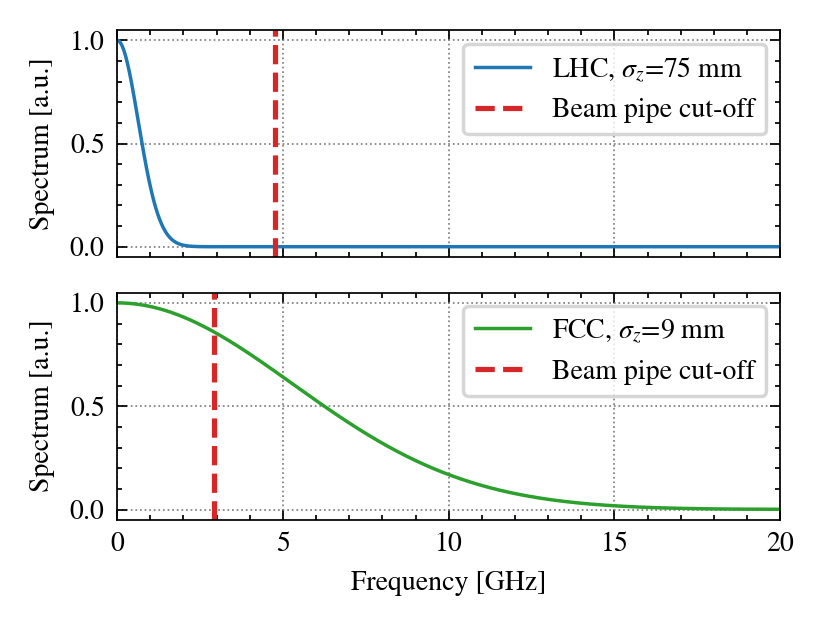 1.0
0.5
0.0
Spectrum [a.u.]
LHC, σz=75 mm
Beam pipe cut-off
1.0
0.5
0.0
Spectrum [a.u.]
FCC, σz=9 mm
Beam pipe cut-off
0 5 10 15 20
Frequency [GHz]